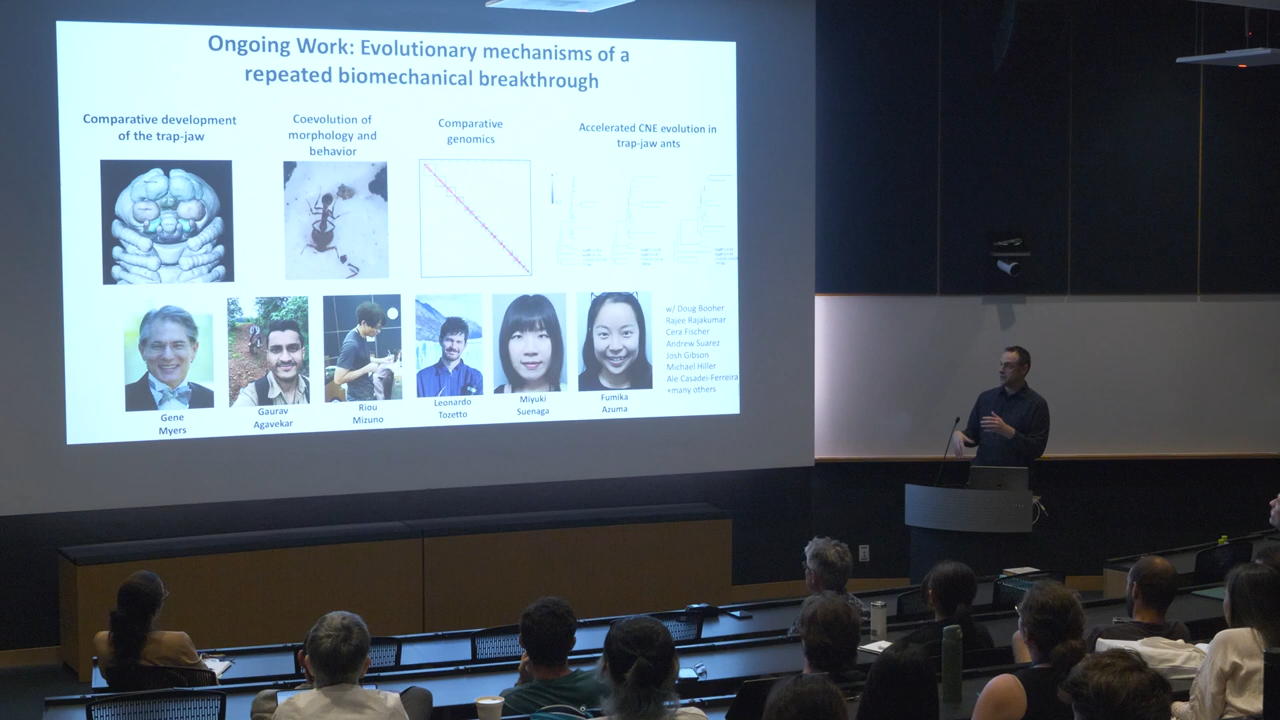 Ongoing Work: Evolutionary mechanisms of a
repeated biomechanical breakthrough
Comparative development
of the trap-jaw
Coevolution of
morphology and
behavior
Comparative
genomics
Accelerated CNE evolution in
trap-jaw ants
Gene
Myers
Gaurav
Agavekar
Riou
Mizuno
Leonardo
Tozetto
Miyuki
Suenaga
Fumika
Azuma
w/ Doug Booher
Rajee Rajakumar
Cera Fischer
Andrew Suarez
Josh Gibson
Michael Hiller
Ale Casadei-Ferreira
+many others